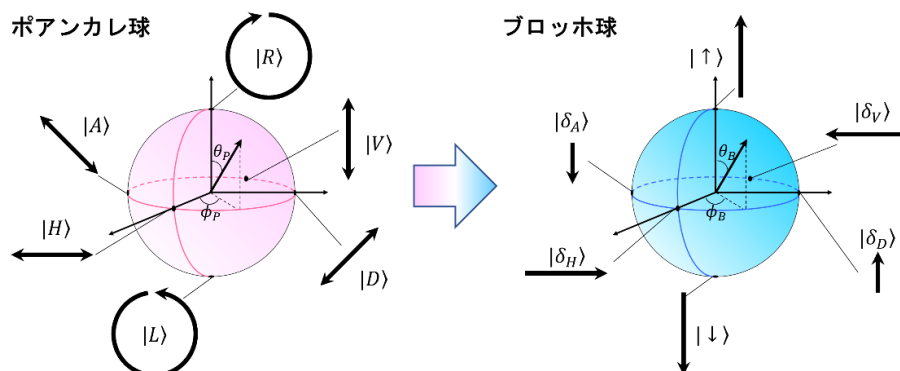 ポアンカレ球
|R⟩
|A⟩
θ_P
|V⟩
|H⟩
ϕ_P
|D⟩
|L⟩
ブロッホ球
|↑⟩
|δ_A⟩
θ_B
|δ_V⟩
|δ_H⟩
ϕ_B
|δ_D⟩
|↓⟩